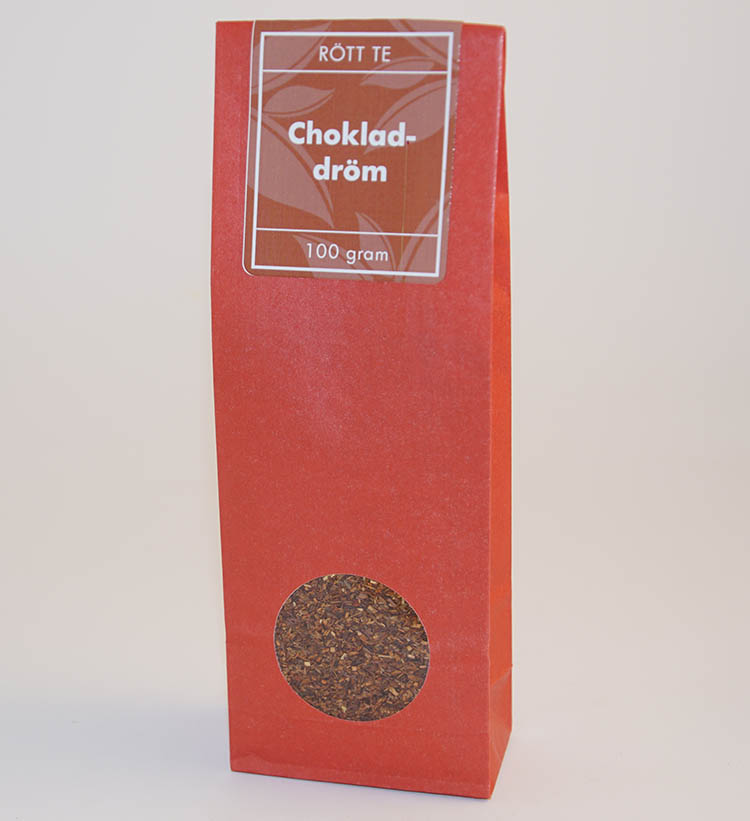 RÖTT TE
Choklad-
dröm
100 gram